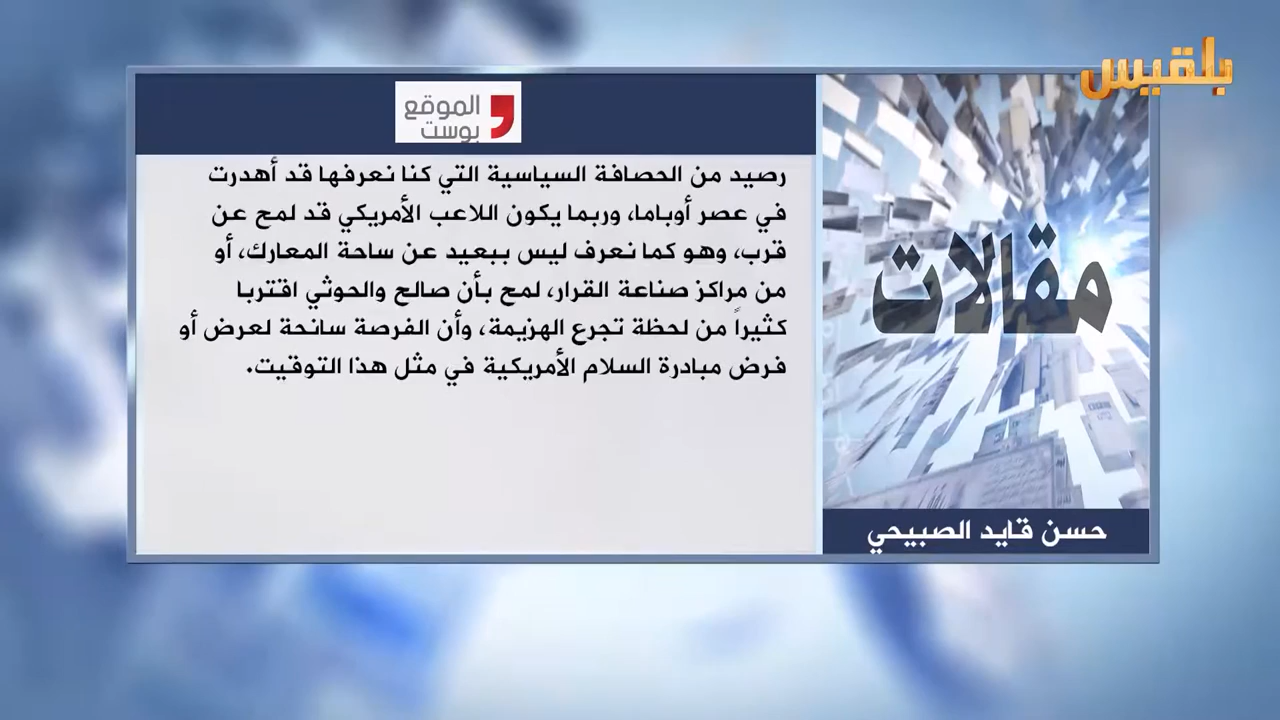 بلقيس
الموقع
بوست
رصيد من الحصافة السياسية التي كنا نعرفها قد أهدرت
في عصر أوباما، وربما يكون اللاعب الأمريكي قد لمح عن
قرب، وهو كما نعرف ليس ببعيد عن ساحة المعارك، أو
من مراكز صناعة القرار، لمح بأن صالح والحوثي اقتربا
كثيراً من لحظة تجرع الهزيمة، وأن الفرصة سانحة لعرض أو
فرض مبادرة السلام الأمريكية في مثل هذا التوقيت.
مقالات
حسن قايد الصبيحي